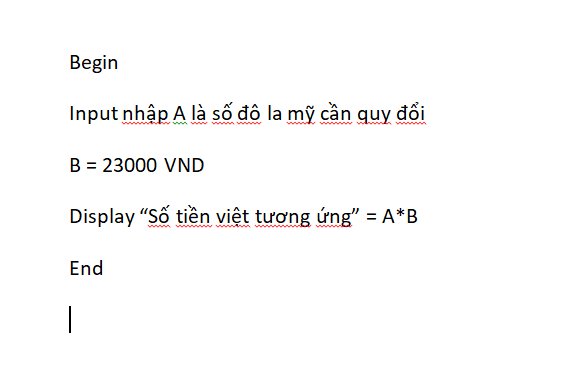 Begin
Input nhập A là số đô la mỹ cần quy đổi
B = 23000 VND
Display “Số tiền việt tương ứng” = A*B
End